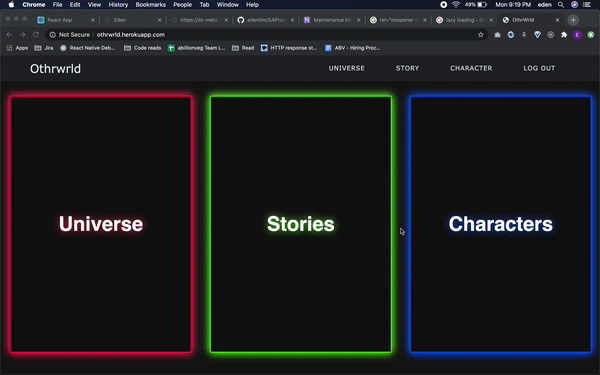 Chrome File Edit View History Bookmarks People Tab Window Help 49% Mon 9:19 PM eden
React App Eden https://its-meta edenlim/GAProj Maintenance M rel="noopener lazy loading - G OthrWrld
Not Secure othrwrld.herokuapp.com
Apps Jira React Native Deb... Code reads abillionveg Team L... Read HTTP response st... ABV - Hiring Proc...
Othrwrld UNIVERSE STORY CHARACTER LOG OUT
Universe Stories Characters